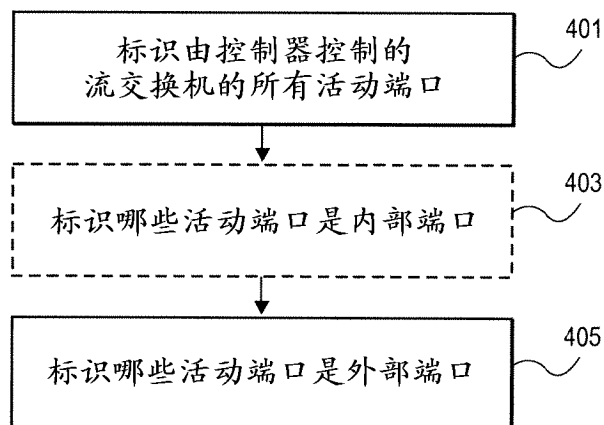 标识由控制器控制的
流交换机的所有活动端口
401
标识哪些活动端口是内部端口
403
标识哪些活动端口是外部端口
405